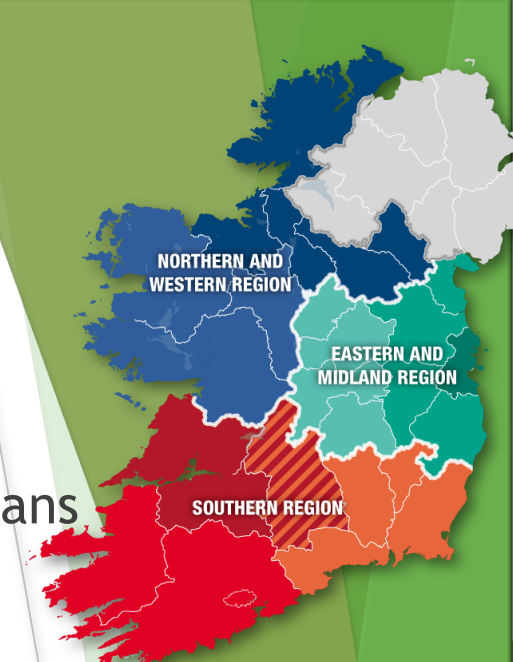 NORTHERN AND
WESTERN REGION
EASTERN AND
MIDLAND REGION
ans
SOUTHERN REGION